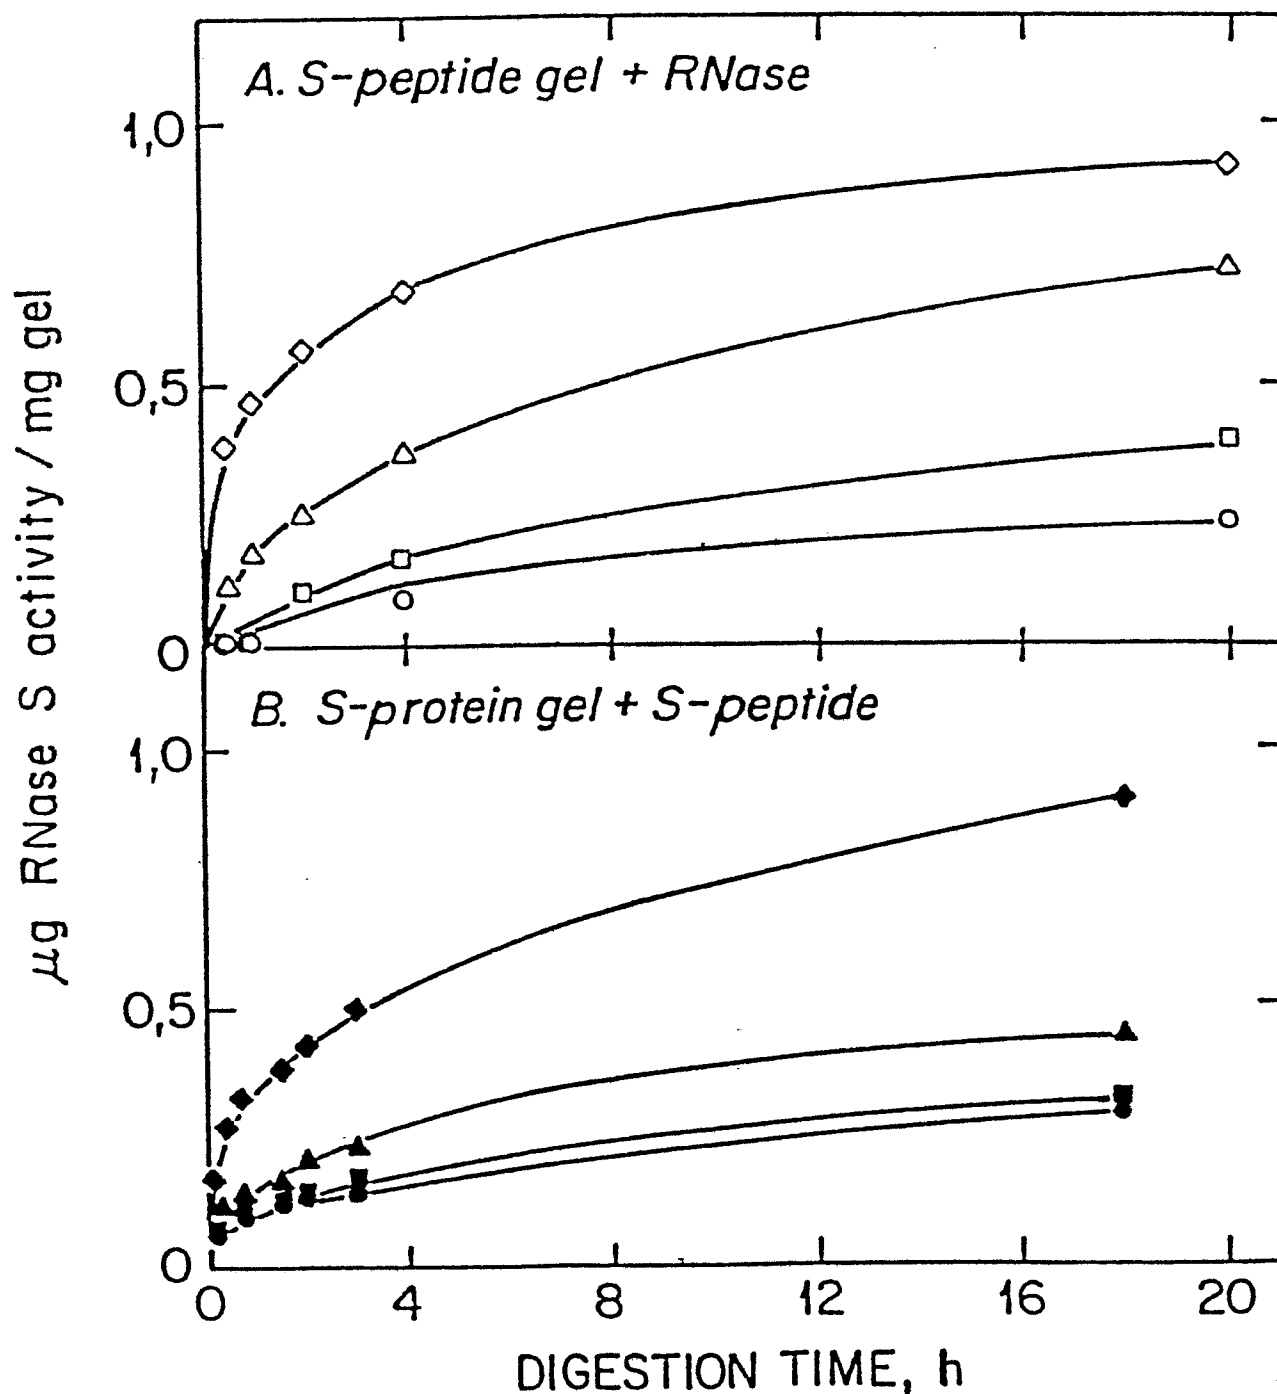 A. S-peptide gel + RNase
1,0
0,5
0
B. S-protein gel + S-peptide
1,0
0,5
0
0 4 8 12 16 20
DIGESTION TIME, h
µg RNase S activity / mg gel